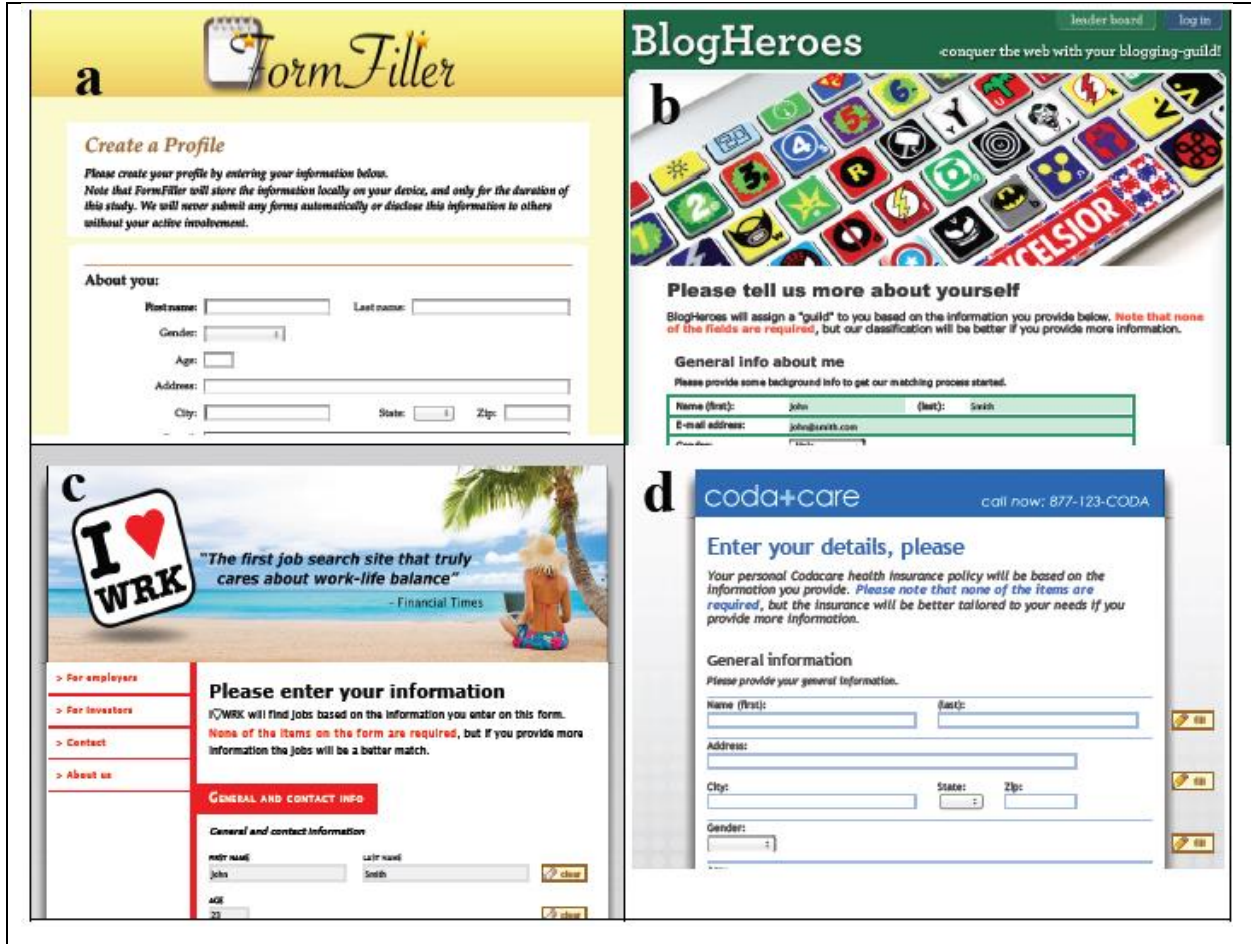 a
FormFiller
Create a Profile
Please create your profile by entering your information below.
Note that FormFiller will store the information locally on your device, and only for the duration of
this study. We will never submit any forms automatically or disclose this information to others
without your active involvement.
About you:
First name:
Last name:
Gender:
Age:
Address:
City:
State:
Zip:
leader board
log in
BlogHeroes
conquer the web with your blogging-guild!
b
EXCELSIOR
Please tell us more about yourself
BlogHeroes will assign a "guild" to you based on the information you provide below. Note that none
of the fields are required, but our classification will be better if you provide more information.
General info about me
Please provide some background info to get our matching process started.
Name (first): John (last): Smith
E-mail address: john@smith.com
c
I ♥
WRK
"The first job search site that truly
cares about work-life balance"
- Financial Times
> For employers
> For investors
> Contact
> About us
Please enter your information
I♡WRK will find jobs based on the information you enter on this form.
None of the items on the form are required, but if you provide more
information the jobs will be a better match.
GENERAL AND CONTACT INFO
General and contact information
FIRST NAME LAST NAME
John Smith clear
AGE
23 clear
d
coda+care
call now: 877-123-CODA
Enter your details, please
Your personal Codacare health insurance policy will be based on the
information you provide. Please note that none of the items are
required, but the insurance will be better tailored to your needs if you
provide more information.
General information
Please provide your general information.
Name (first): (last):
fill
Address:
fill
City: State: Zip:
Gender:
fill